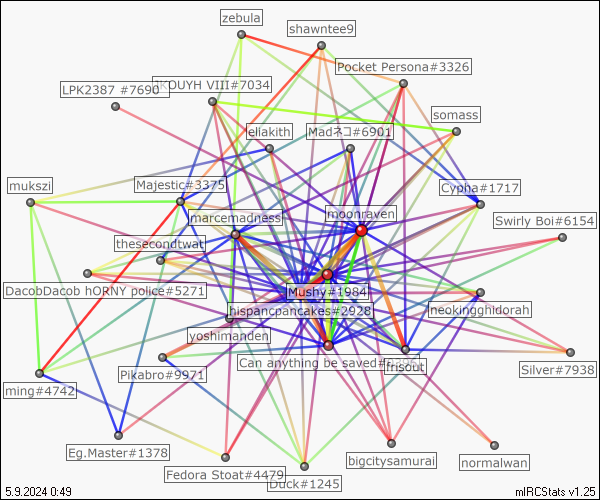 zebula
shawntee9
Pocket Persona#3326
KOUYH VIII#7034
LPK2387 #7690
somass
eliakith
Madネコ#6901
mukszi
Majestic#3375
Cypha#1717
marcemadness
moonraven
Swirly Boi#6154
thesecondtwat
DacobDacob hORNY police#5271
Mushy#1984
hispancpancakes#2928
neokingghidorah
yoshimanden
Can anything be saved#
frisout
Pikabro#9971
Silver#7938
ming#4742
Eg.Master#1378
bigcitysamurai
normalwan
Fedora Stoat#4479
Duck#1245
5.9.2024 0:49
mIRCStats v1.25